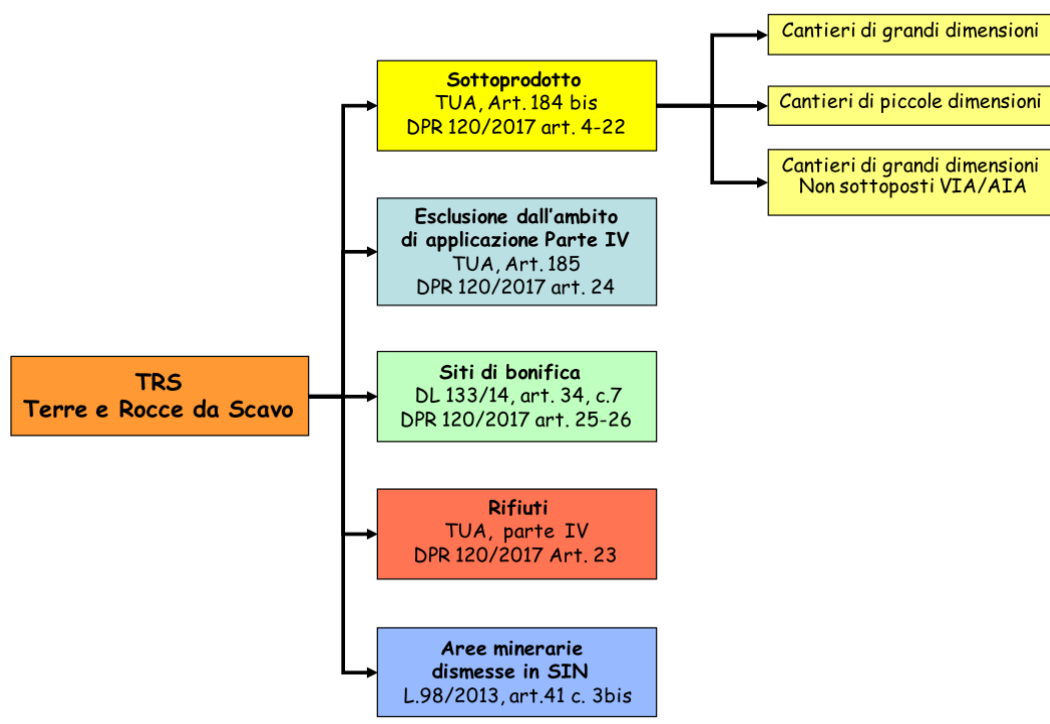 TRS
Terre e Rocce da Scavo
Sottoprodotto
TUA, Art. 184 bis
DPR 120/2017 art. 4-22
Cantieri di grandi dimensioni
Cantieri di piccole dimensioni
Cantieri di grandi dimensioni
Non sottoposti VIA/AIA
Esclusione dall'ambito
di applicazione Parte IV
TUA, Art. 185
DPR 120/2017 art. 24
Siti di bonifica
DL 133/14, art. 34, c.7
DPR 120/2017 art. 25-26
Rifiuti
TUA, parte IV
DPR 120/2017 Art. 23
Aree minerarie
dismesse in SIN
L.98/2013, art.41 c. 3bis